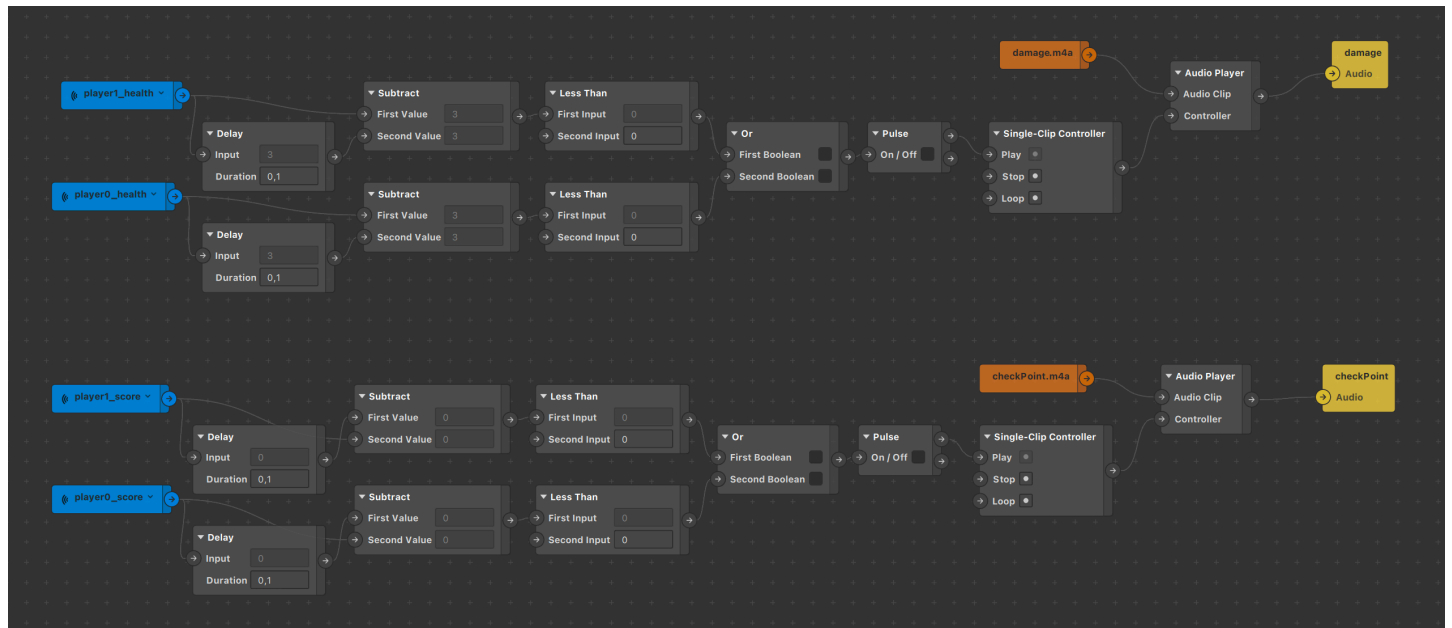 damage.m4a
damage
Audio
Audio Player
Audio Clip
Controller
player1_health
Subtract
First Value 3
Second Value 3
Less Than
First Input 0
Second Input 0
Delay
Input 3
Duration 0,1
Or
First Boolean
Second Boolean
Pulse
On / Off
Single-Clip Controller
Play
Stop
Loop
player0_health
Subtract
First Value 3
Second Value 3
Less Than
First Input 0
Second Input 0
Delay
Input 3
Duration 0,1
checkPoint.m4a
Audio Player
Audio Clip
Controller
checkPoint
Audio
player1_score
Subtract
First Value 0
Second Value 0
Less Than
First Input 0
Second Input 0
Delay
Input 0
Duration 0,1
Or
First Boolean
Second Boolean
Pulse
On / Off
Single-Clip Controller
Play
Stop
Loop
player0_score
Subtract
First Value 0
Second Value 0
Less Than
First Input 0
Second Input 0
Delay
Input 0
Duration 0,1